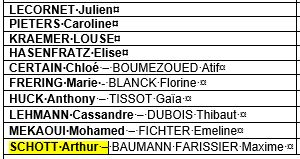 LECORNET Julien
PIETERS Caroline
KRAEMER LOUSE
HASENFRATZ Elise
CERTAIN Chloé – BOUMEZOUED Atif
FRERING Marie - BLANCK Florine
HUCK Anthony – TISSOT Gaïa
LEHMANN Cassandre – DUBOIS Thibaut
MEKAOUI Mohamed – FICHTER Emeline
SCHOTT Arthur – BAUMANN FARISSIER Maxime